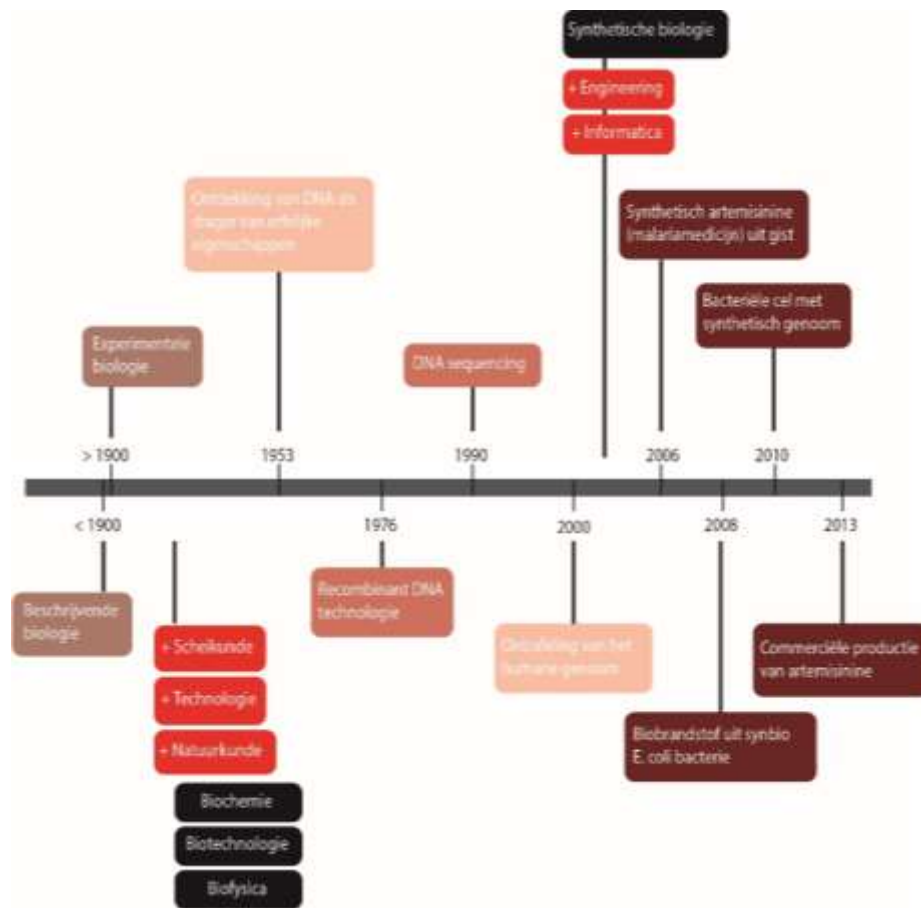 Synthetische biologie
+ Engineering
+ Informatica
Ontdekking van DNA als
drager van erfelijke
eigenschappen
Synthetisch artemisinine
(malariamedicijn) uit gist
Bacteriële cel met
synthetisch genoom
Experimentele
biologie
DNA sequencing
> 1900
1953
1990
2006
2010
< 1900
1976
2000
2008
2013
Beschrijvende
biologie
Recombinant DNA
technologie
+ Scheikunde
+ Technologie
+ Natuurkunde
Ontrafeling van het
humane genoom
Commerciële productie
van artemisinine
Biobrandstof uit synbio
E. coli bacterie
Biochemie
Biotechnologie
Biofysica